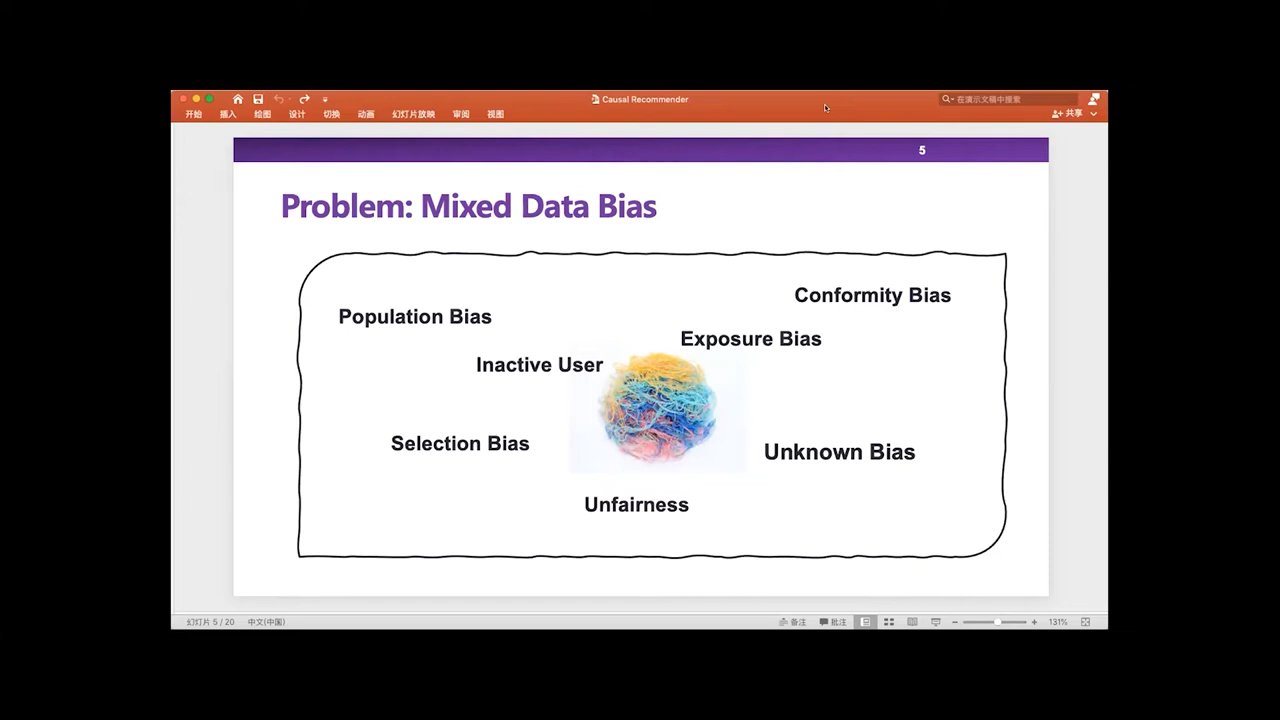 Causal Recommender
在演示文稿中搜索
开始 插入 绘图 设计 切换 动画 幻灯片放映 审阅 视图
共享
5
Problem: Mixed Data Bias
Conformity Bias
Population Bias
Exposure Bias
Inactive User
Selection Bias
Unknown Bias
Unfairness
幻灯片 5 / 20 中文(中国)
备注 批注 131%